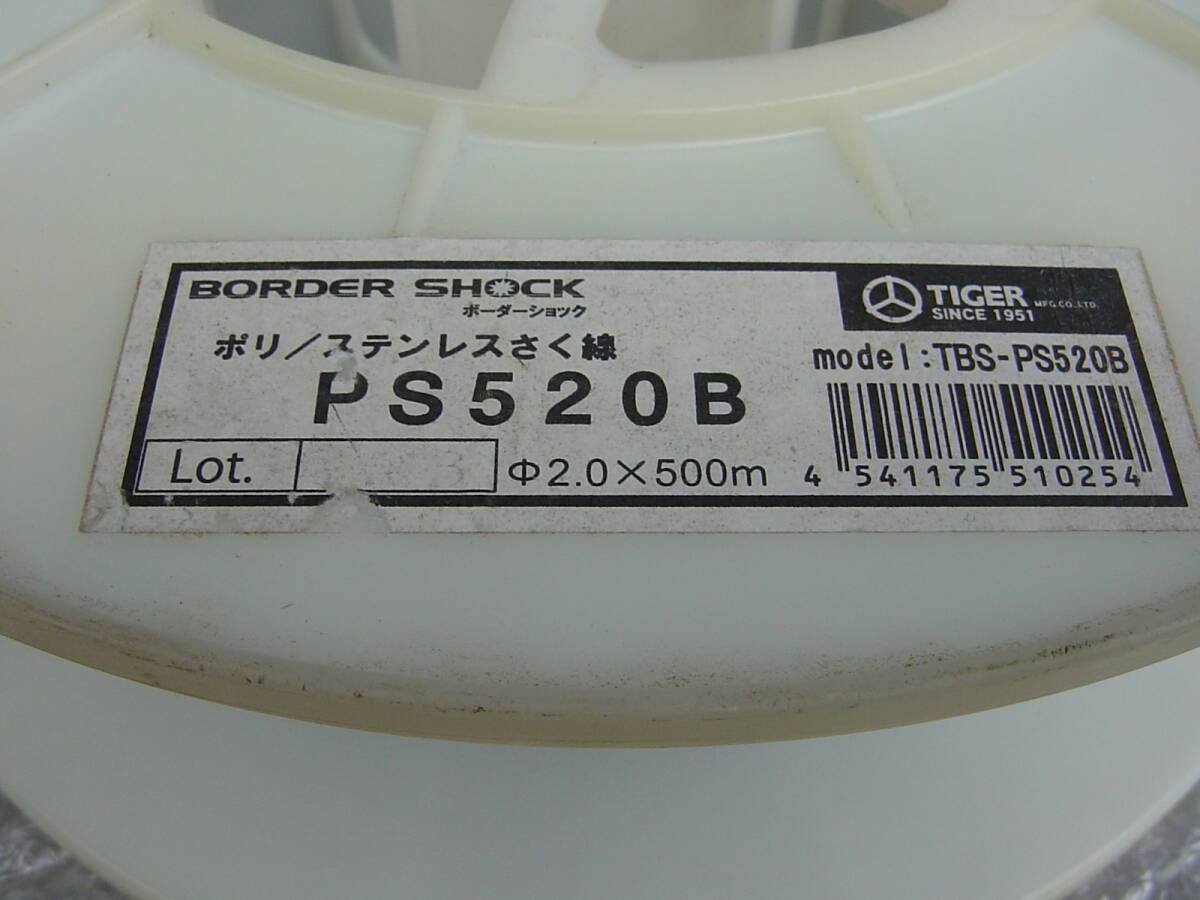 BORDER SHOCK
ボーダーショック
TIGER MFG.CO.,LTD.
SINCE 1951
ポリ/ステンレスさく線
model:TBS-PS520B
PS520B
Lot.
Φ2.0×500m
4 541175 510254